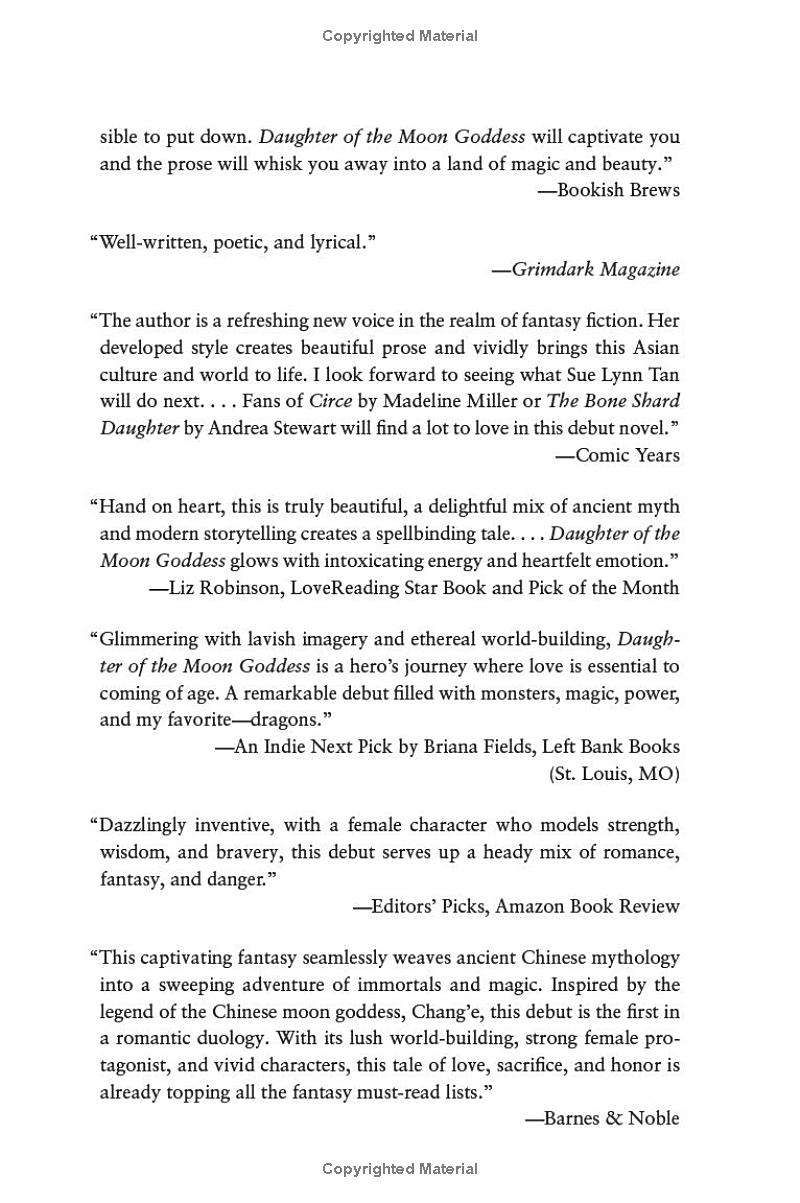 Copyrighted Material
sible to put down. Daughter of the Moon Goddess will captivate you
and the prose will whisk you away into a land of magic and beauty.”
—Bookish Brews
“Well-written, poetic, and lyrical.”
—Grimdark Magazine
“The author is a refreshing new voice in the realm of fantasy fiction. Her
developed style creates beautiful prose and vividly brings this Asian
culture and world to life. I look forward to seeing what Sue Lynn Tan
will do next. . . . Fans of Circe by Madeline Miller or The Bone Shard
Daughter by Andrea Stewart will find a lot to love in this debut novel.”
—Comic Years
“Hand on heart, this is truly beautiful, a delightful mix of ancient myth
and modern storytelling creates a spellbinding tale. . . . Daughter of the
Moon Goddess glows with intoxicating energy and heartfelt emotion.”
—Liz Robinson, LoveReading Star Book and Pick of the Month
“Glimmering with lavish imagery and ethereal world-building, Daugh-
ter of the Moon Goddess is a hero’s journey where love is essential to
coming of age. A remarkable debut filled with monsters, magic, power,
and my favorite—dragons.”
—An Indie Next Pick by Briana Fields, Left Bank Books
(St. Louis, MO)
“Dazzlingly inventive, with a female character who models strength,
wisdom, and bravery, this debut serves up a heady mix of romance,
fantasy, and danger.”
—Editors’ Picks, Amazon Book Review
“This captivating fantasy seamlessly weaves ancient Chinese mythology
into a sweeping adventure of immortals and magic. Inspired by the
legend of the Chinese moon goddess, Chang’e, this debut is the first in
a romantic duology. With its lush world-building, strong female pro-
tagonist, and vivid characters, this tale of love, sacrifice, and honor is
already topping all the fantasy must-read lists.”
—Barnes & Noble
Copyrighted Material